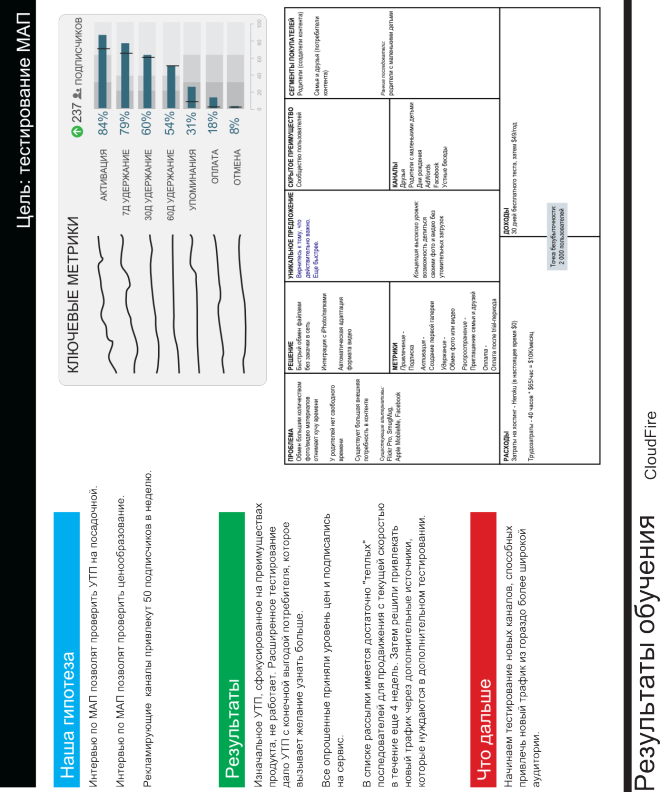 Цель: тестирование МАП
Наша гипотеза
Интервью по МАП позволят проверить УТП на посадочной.
Интервью по МАП позволят проверить ценообразование.
Рекламирующие каналы привлекут 50 подписчиков в неделю.
Результаты
Изначальное УТП, сфокусированное на преимуществах
продукта, не работает. Расширенное тестирование
дало УТП с конечной выгодой потребителя, которое
вызывает желание узнать больше.
Все опрошенные приняли уровень цен и подписались
на сервис.
В списке рассылки имеется достаточно "теплых"
последователей для продвижения с текущей скоростью
в течение еще 4 недель. Затем решили привлекать
новый трафик через дополнительные источники,
которые нуждаются в дополнительном тестировании.
Что дальше
Начинаем тестирование новых каналов, способных
привлечь новый трафик из гораздо более широкой
аудитории.
КЛЮЧЕВЫЕ МЕТРИКИ
237 ПОДПИСЧИКОВ
АКТИВАЦИЯ 84%
7Д УДЕРЖАНИЕ 79%
30Д УДЕРЖАНИЕ 60%
60Д УДЕРЖАНИЕ 54%
УПОМИНАНИЯ 31%
ОПЛАТА 18%
ОТМЕНА 8%
0 20 40 60 80 100
ПРОБЛЕМА
Обмен большим количеством
фото/видео материалов
отнимает кучу времени
У родителей нет свободного
времени
Существует большая внешняя
потребность в контенте
Существующие альтернативы:
Flickr Pro, SmugMug,
Apple MobileMe, Facebook
РЕШЕНИЕ
Быстрый обмен файлами
без закачки в сеть
Интеграция с iPhoto/папками
Автоматическая адаптация
формата видео
МЕТРИКИ
Привлечение -
Подписка
Активация -
Создание первой галереи
Удержание -
Обмен фото или видео
Распространение -
Приглашение семьи и друзей
Оплата -
Оплата после trial-периода
УНИКАЛЬНОЕ ПРЕДЛОЖЕНИЕ
Вернитесь к тому, что
действительно важно.
Еще быстрее.
Концепция высокого уровня:
возможность делиться
своими фото и видео без
утомительных загрузок
СКРЫТОЕ ПРЕИМУЩЕСТВО
Сообщество пользователей
КАНАЛЫ
Друзья
Родители с маленькими детьми
Дни рождения
AdWords
Facebook
Устные беседы
СЕГМЕНТЫ ПОКУПАТЕЛЕЙ
Родители (создатели контента)
Семья и друзья (потребители
контента)
Ранние последователи:
родители с маленькими детьми
РАСХОДЫ
Затраты на хостинг - Heroku (в настоящее время $0)
Трудозатраты - 40 часов * $65/час = $10К/месяц
ДОХОДЫ
30 дней бесплатного теста, затем $49/год
Точка безубыточности:
2 000 пользователей
Результаты обучения
CloudFire